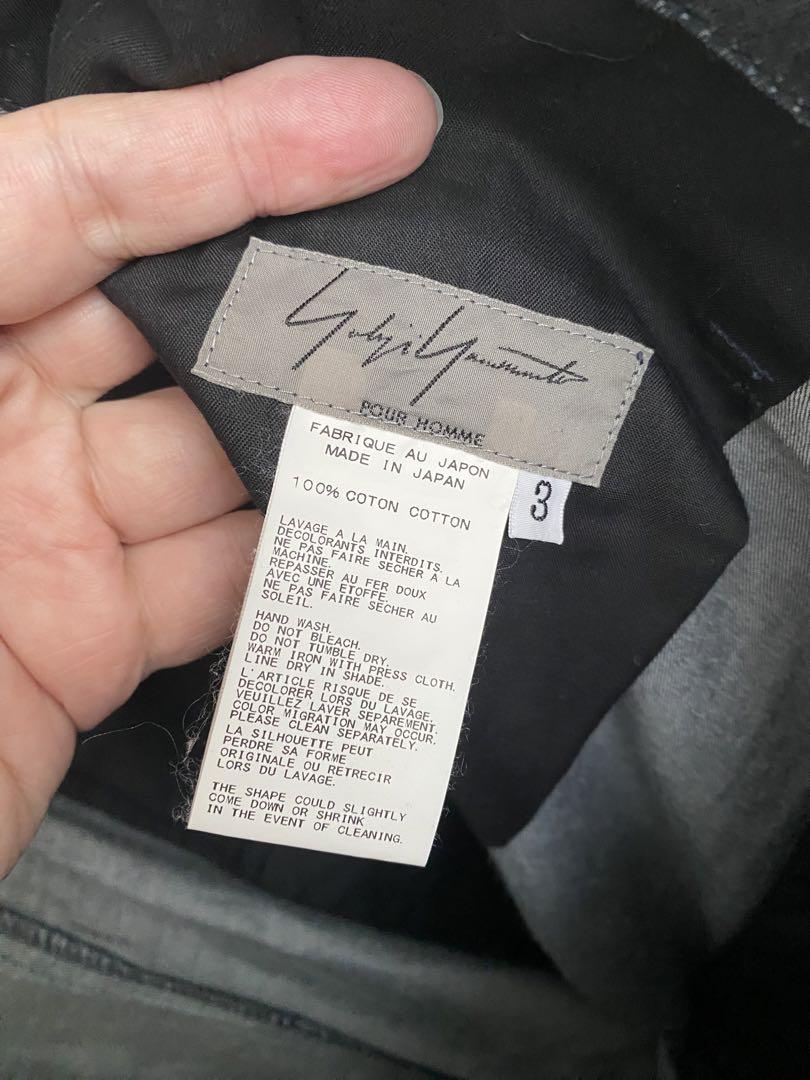 Yohji Yamamoto
POUR HOMME
FABRIQUE AU JAPON
MADE IN JAPAN
3
100% COTON COTTON
LAVAGE A LA MAIN.
DECOLORANTS INTERDITS.
NE PAS FAIRE SECHER A LA
MACHINE.
REPASSER AU FER DOUX
AVEC UNE ETOFFE.
NE PAS FAIRE SECHER AU
SOLEIL.
HAND WASH.
DO NOT BLEACH.
DO NOT TUMBLE DRY.
WARM IRON WITH PRESS CLOTH.
LINE DRY IN SHADE.
L'ARTICLE RISQUE DE SE
DECOLORER LORS DU LAVAGE.
VEUILLEZ LAVER SEPAREMENT.
COLOR MIGRATION MAY OCCUR.
PLEASE CLEAN SEPARATELY.
LA SILHOUETTE PEUT
PERDRE SA FORME
ORIGINALE OU RETRECIR
LORS DU LAVAGE.
THE SHAPE COULD SLIGHTLY
COME DOWN OR SHRINK
IN THE EVENT OF CLEANING.